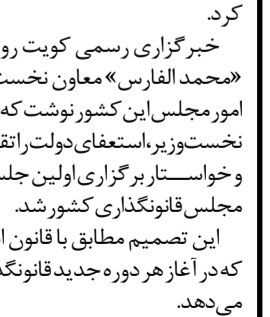 کرد.
خبرگزاری رسمی کویت رو
«محمد الفارس» معاون نخست
امور مجلس این کشور نوشت که
نخست‌وزیر، استعفای دولت را تق
و خواستار برگزاری اولین جلس
مجلس قانونگذاری کشور شد.
این تصمیم مطابق با قانون ا
که در آغاز هر دوره جدید قانونگذ
می‌دهد.